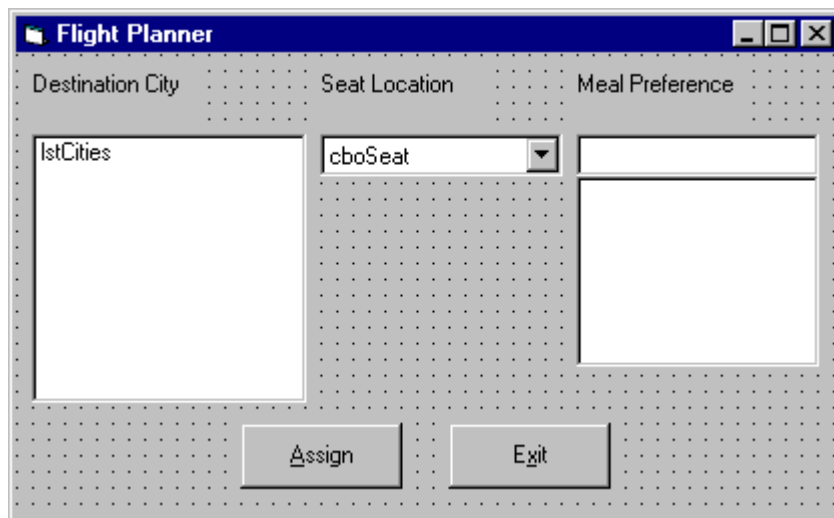 Flight Planner
Destination City
Seat Location
Meal Preference
lstCities
cboSeat
Assign
Exit